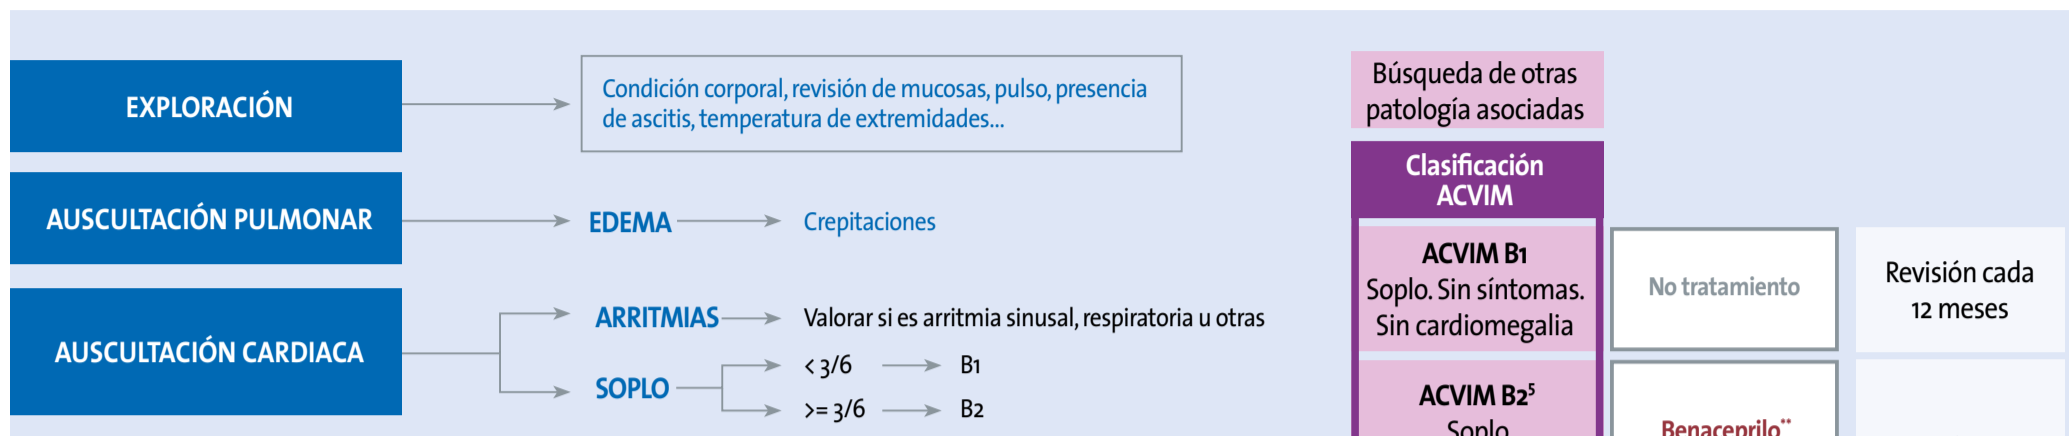 EXPLORACIÓN
Condición corporal, revisión de mucosas, pulso, presencia
de ascitis, temperatura de extremidades...
AUSCULTACIÓN PULMONAR
EDEMA
Crepitaciones
AUSCULTACIÓN CARDIACA
ARRITMIAS
Valorar si es arritmia sinusal, respiratoria u otras
SOPLO
< 3/6
B1
>= 3/6
B2
Búsqueda de otras
patología asociadas
Clasificación
ACVIM
ACVIM B1
Soplo. Sin síntomas.
Sin cardiomegalia
No tratamiento
Revisión cada
12 meses
ACVIM B2⁵
Soplo
Benaceprilo**